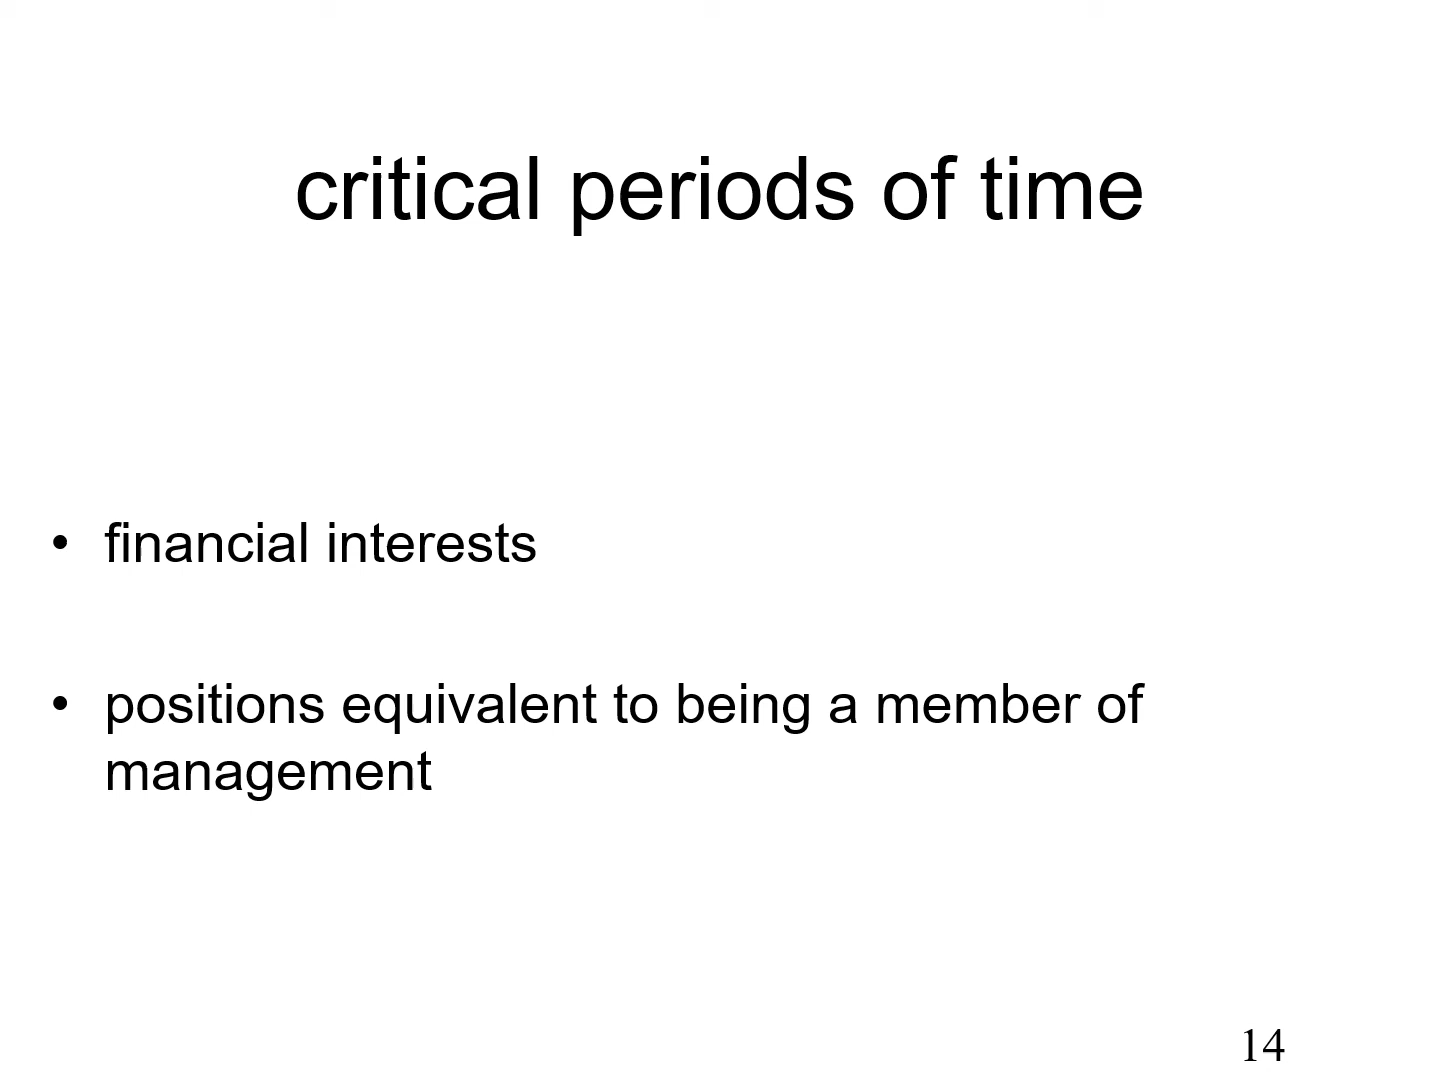 critical periods of time
• financial interests
• positions equivalent to being a member of
management
14